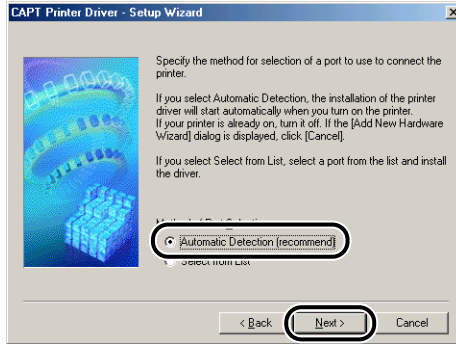 CAPT Printer Driver - Setup Wizard
Specify the method for selection of a port to use to connect the
printer.
If you select Automatic Detection, the installation of the printer
driver will start automatically when you turn on the printer.
If your printer is already on, turn it off. If the [Add New Hardware
Wizard] dialog is displayed, click [Cancel].
If you select Select from List, select a port from the list and install
the driver.
Automatic Detection [recommend]
Select from List
< Back
Next >
Cancel